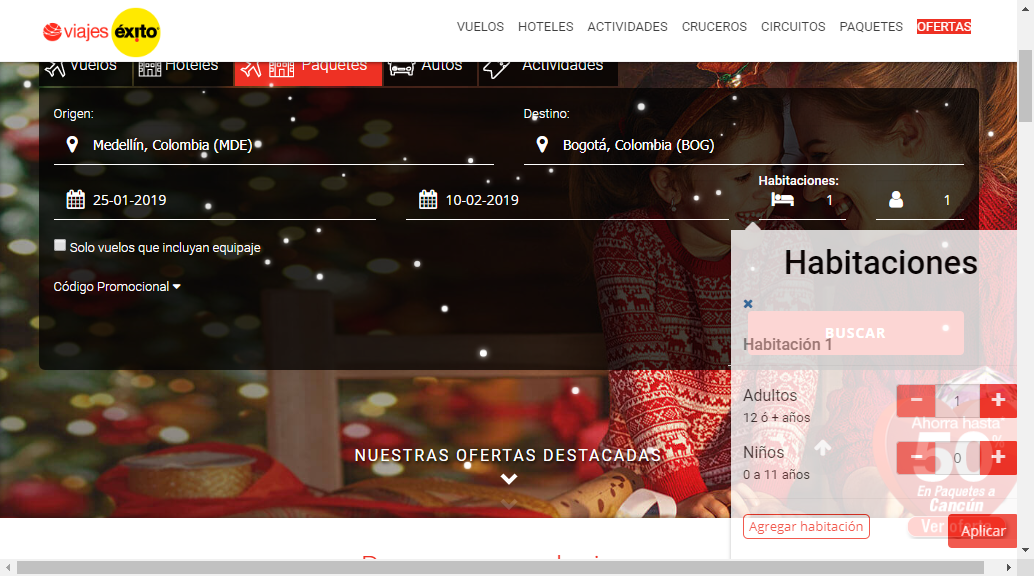 viajes éxito
VUELOS HOTELES ACTIVIDADES CRUCEROS CIRCUITOS PAQUETES OFERTAS
Vuelos Hoteles Paquetes Autos Actividades
Origen: Destino:
Medellín, Colombia (MDE) Bogotá, Colombia (BOG)
Habitaciones:
25-01-2019 10-02-2019 1 1
Solo vuelos que incluyan equipaje
Código Promocional
Habitaciones
BUSCAR
Habitación 1
Adultos
12 ó + años
− 1 +
Ahorra hasta*
Niños
0 a 11 años
− 0 +
50%
En Paquetes a
Cancún
Ver oferta
Agregar habitación
Aplicar
NUESTRAS OFERTAS DESTACADAS